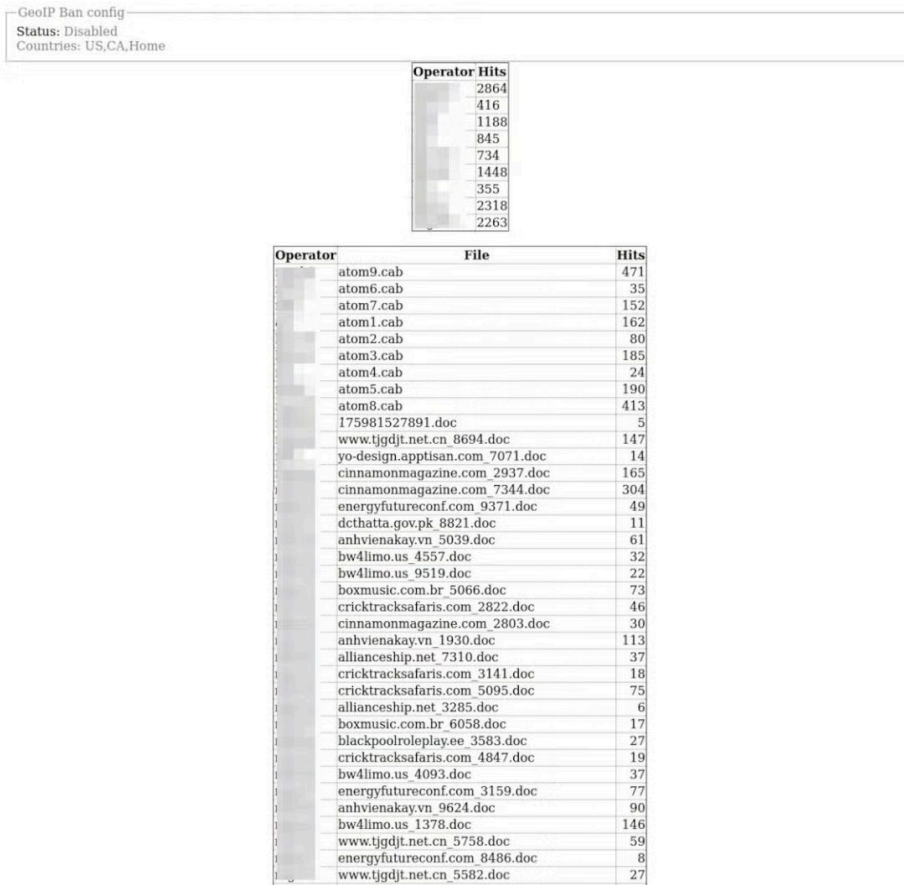 GeoIP Ban config
Status: Disabled
Countries: US,CA,Home
Operator Hits
2864
416
1188
845
734
1448
355
2318
2263
Operator File Hits
atom9.cab 471
atom6.cab 35
atom7.cab 152
atom1.cab 162
atom2.cab 80
atom3.cab 185
atom4.cab 24
atom5.cab 190
atom8.cab 413
175981527891.doc 5
www.tjgdjt.net.cn_8694.doc 147
yo-design.apptisan.com_7071.doc 14
cinnamonmagazine.com_2937.doc 165
cinnamonmagazine.com_7344.doc 304
energyfutureconf.com_9371.doc 49
dcthatta.gov.pk_8821.doc 11
anhvienakay.vn_5039.doc 61
bw4limo.us_4557.doc 32
bw4limo.us_9519.doc 22
boxmusic.com.br_5066.doc 73
cricktracksafaris.com_2822.doc 46
cinnamonmagazine.com_2803.doc 30
anhvienakay.vn_1930.doc 113
allianceship.net_7310.doc 37
cricktracksafaris.com_3141.doc 18
cricktracksafaris.com_5095.doc 75
allianceship.net_3285.doc 6
boxmusic.com.br_6058.doc 17
blackpoolroleplay.ee_3583.doc 27
cricktracksafaris.com_4847.doc 19
bw4limo.us_4093.doc 37
energyfutureconf.com_3159.doc 77
anhvienakay.vn_9624.doc 90
bw4limo.us_1378.doc 146
www.tjgdjt.net.cn_5758.doc 59
energyfutureconf.com_8486.doc 8
www.tjgdjt.net.cn_5582.doc 27